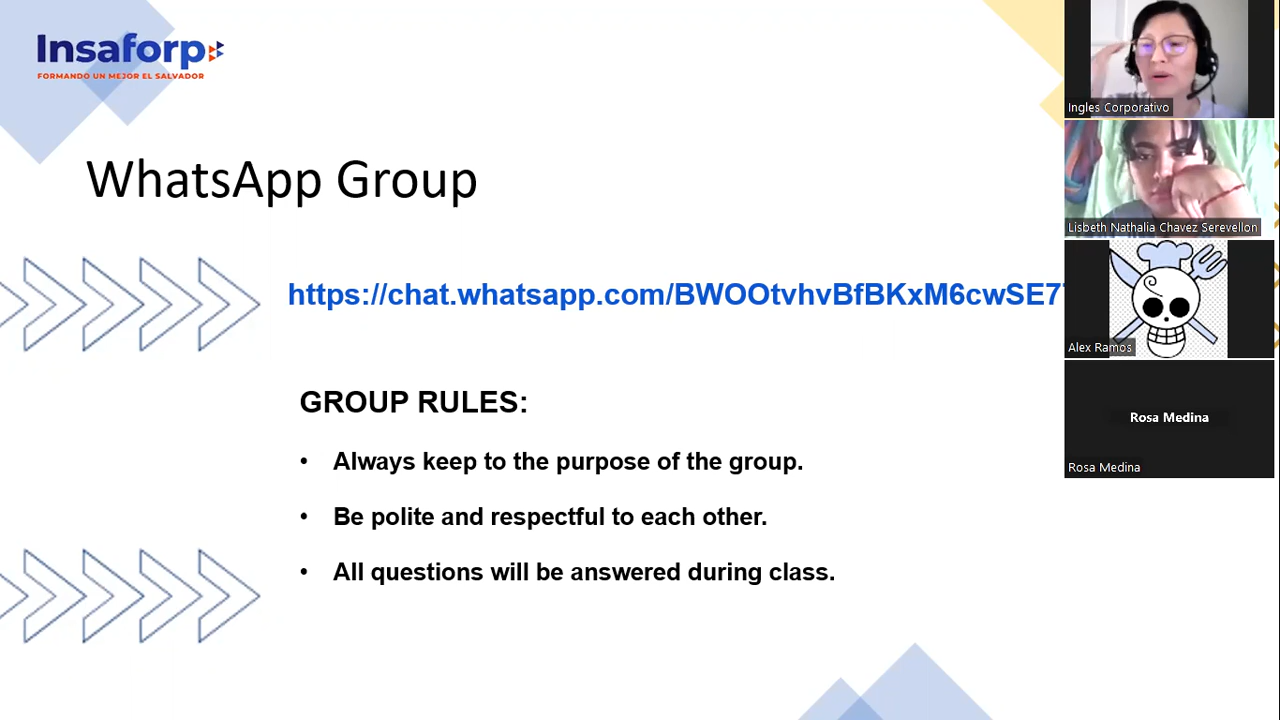 Insaforp
FORMANDO UN MEJOR EL SALVADOR
WhatsApp Group
https://chat.whatsapp.com/BWOOtvhvBfBKxM6cwSE7
GROUP RULES:
• Always keep to the purpose of the group.
• Be polite and respectful to each other.
• All questions will be answered during class.
Ingles Corporativo
Lisbeth Nathalia Chavez Serevellon
Alex Ramos
Rosa Medina
Rosa Medina